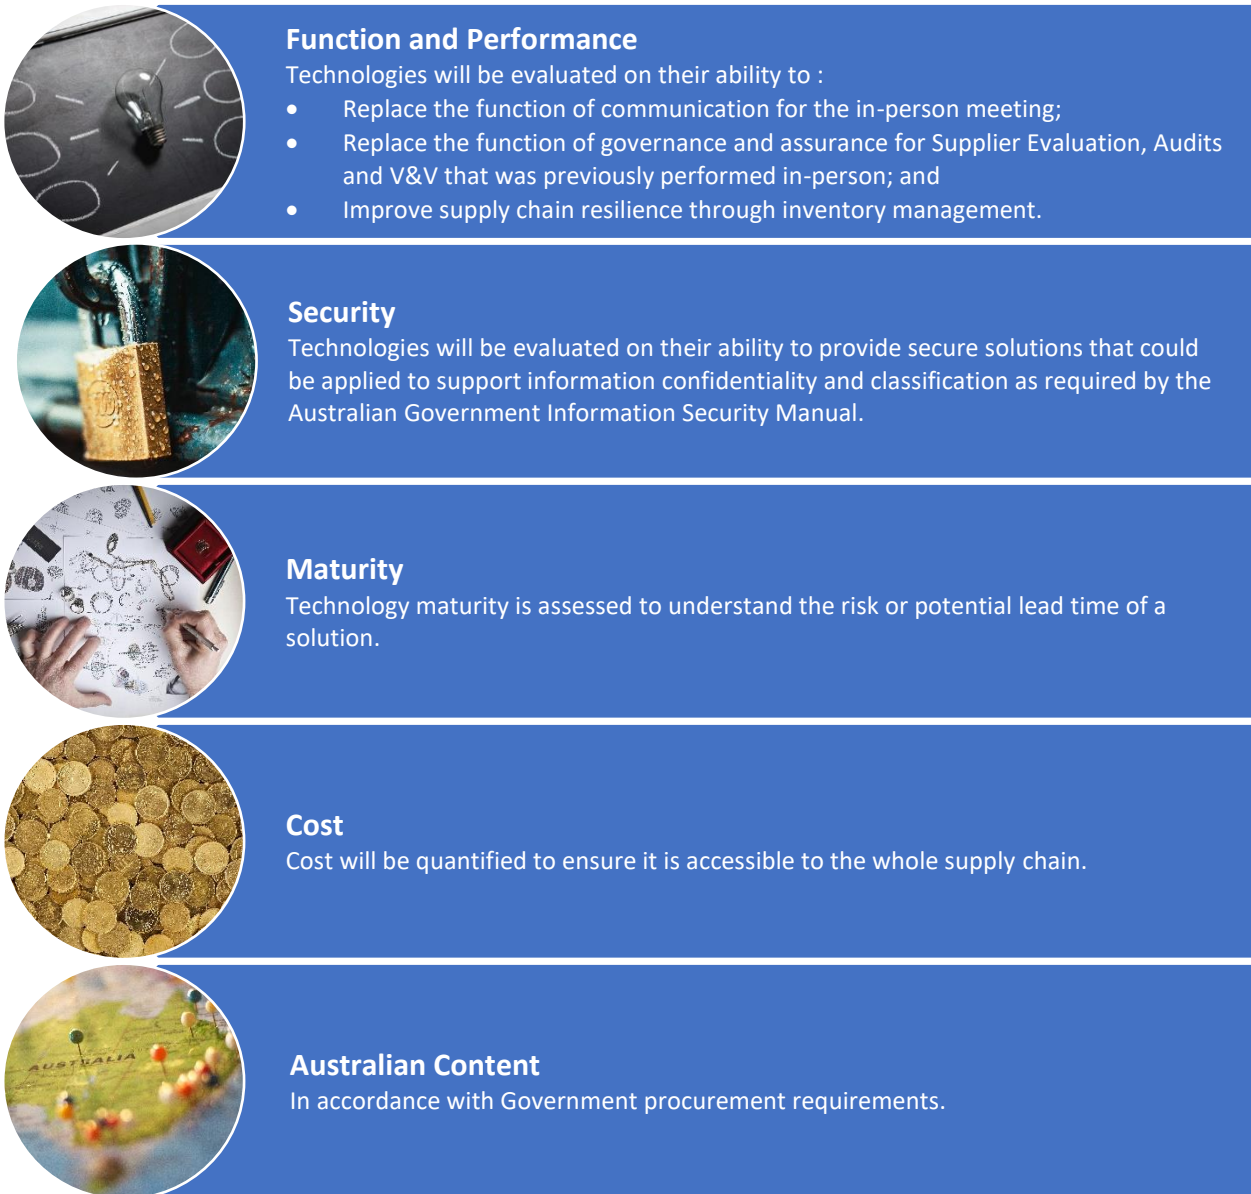 Function and Performance
Technologies will be evaluated on their ability to :
• Replace the function of communication for the in-person meeting;
• Replace the function of governance and assurance for Supplier Evaluation, Audits
and V&V that was previously performed in-person; and
• Improve supply chain resilience through inventory management.
Security
Technologies will be evaluated on their ability to provide secure solutions that could
be applied to support information confidentiality and classification as required by the
Australian Government Information Security Manual.
Maturity
Technology maturity is assessed to understand the risk or potential lead time of a
solution.
Cost
Cost will be quantified to ensure it is accessible to the whole supply chain.
AUSTRALIA
Australian Content
In accordance with Government procurement requirements.